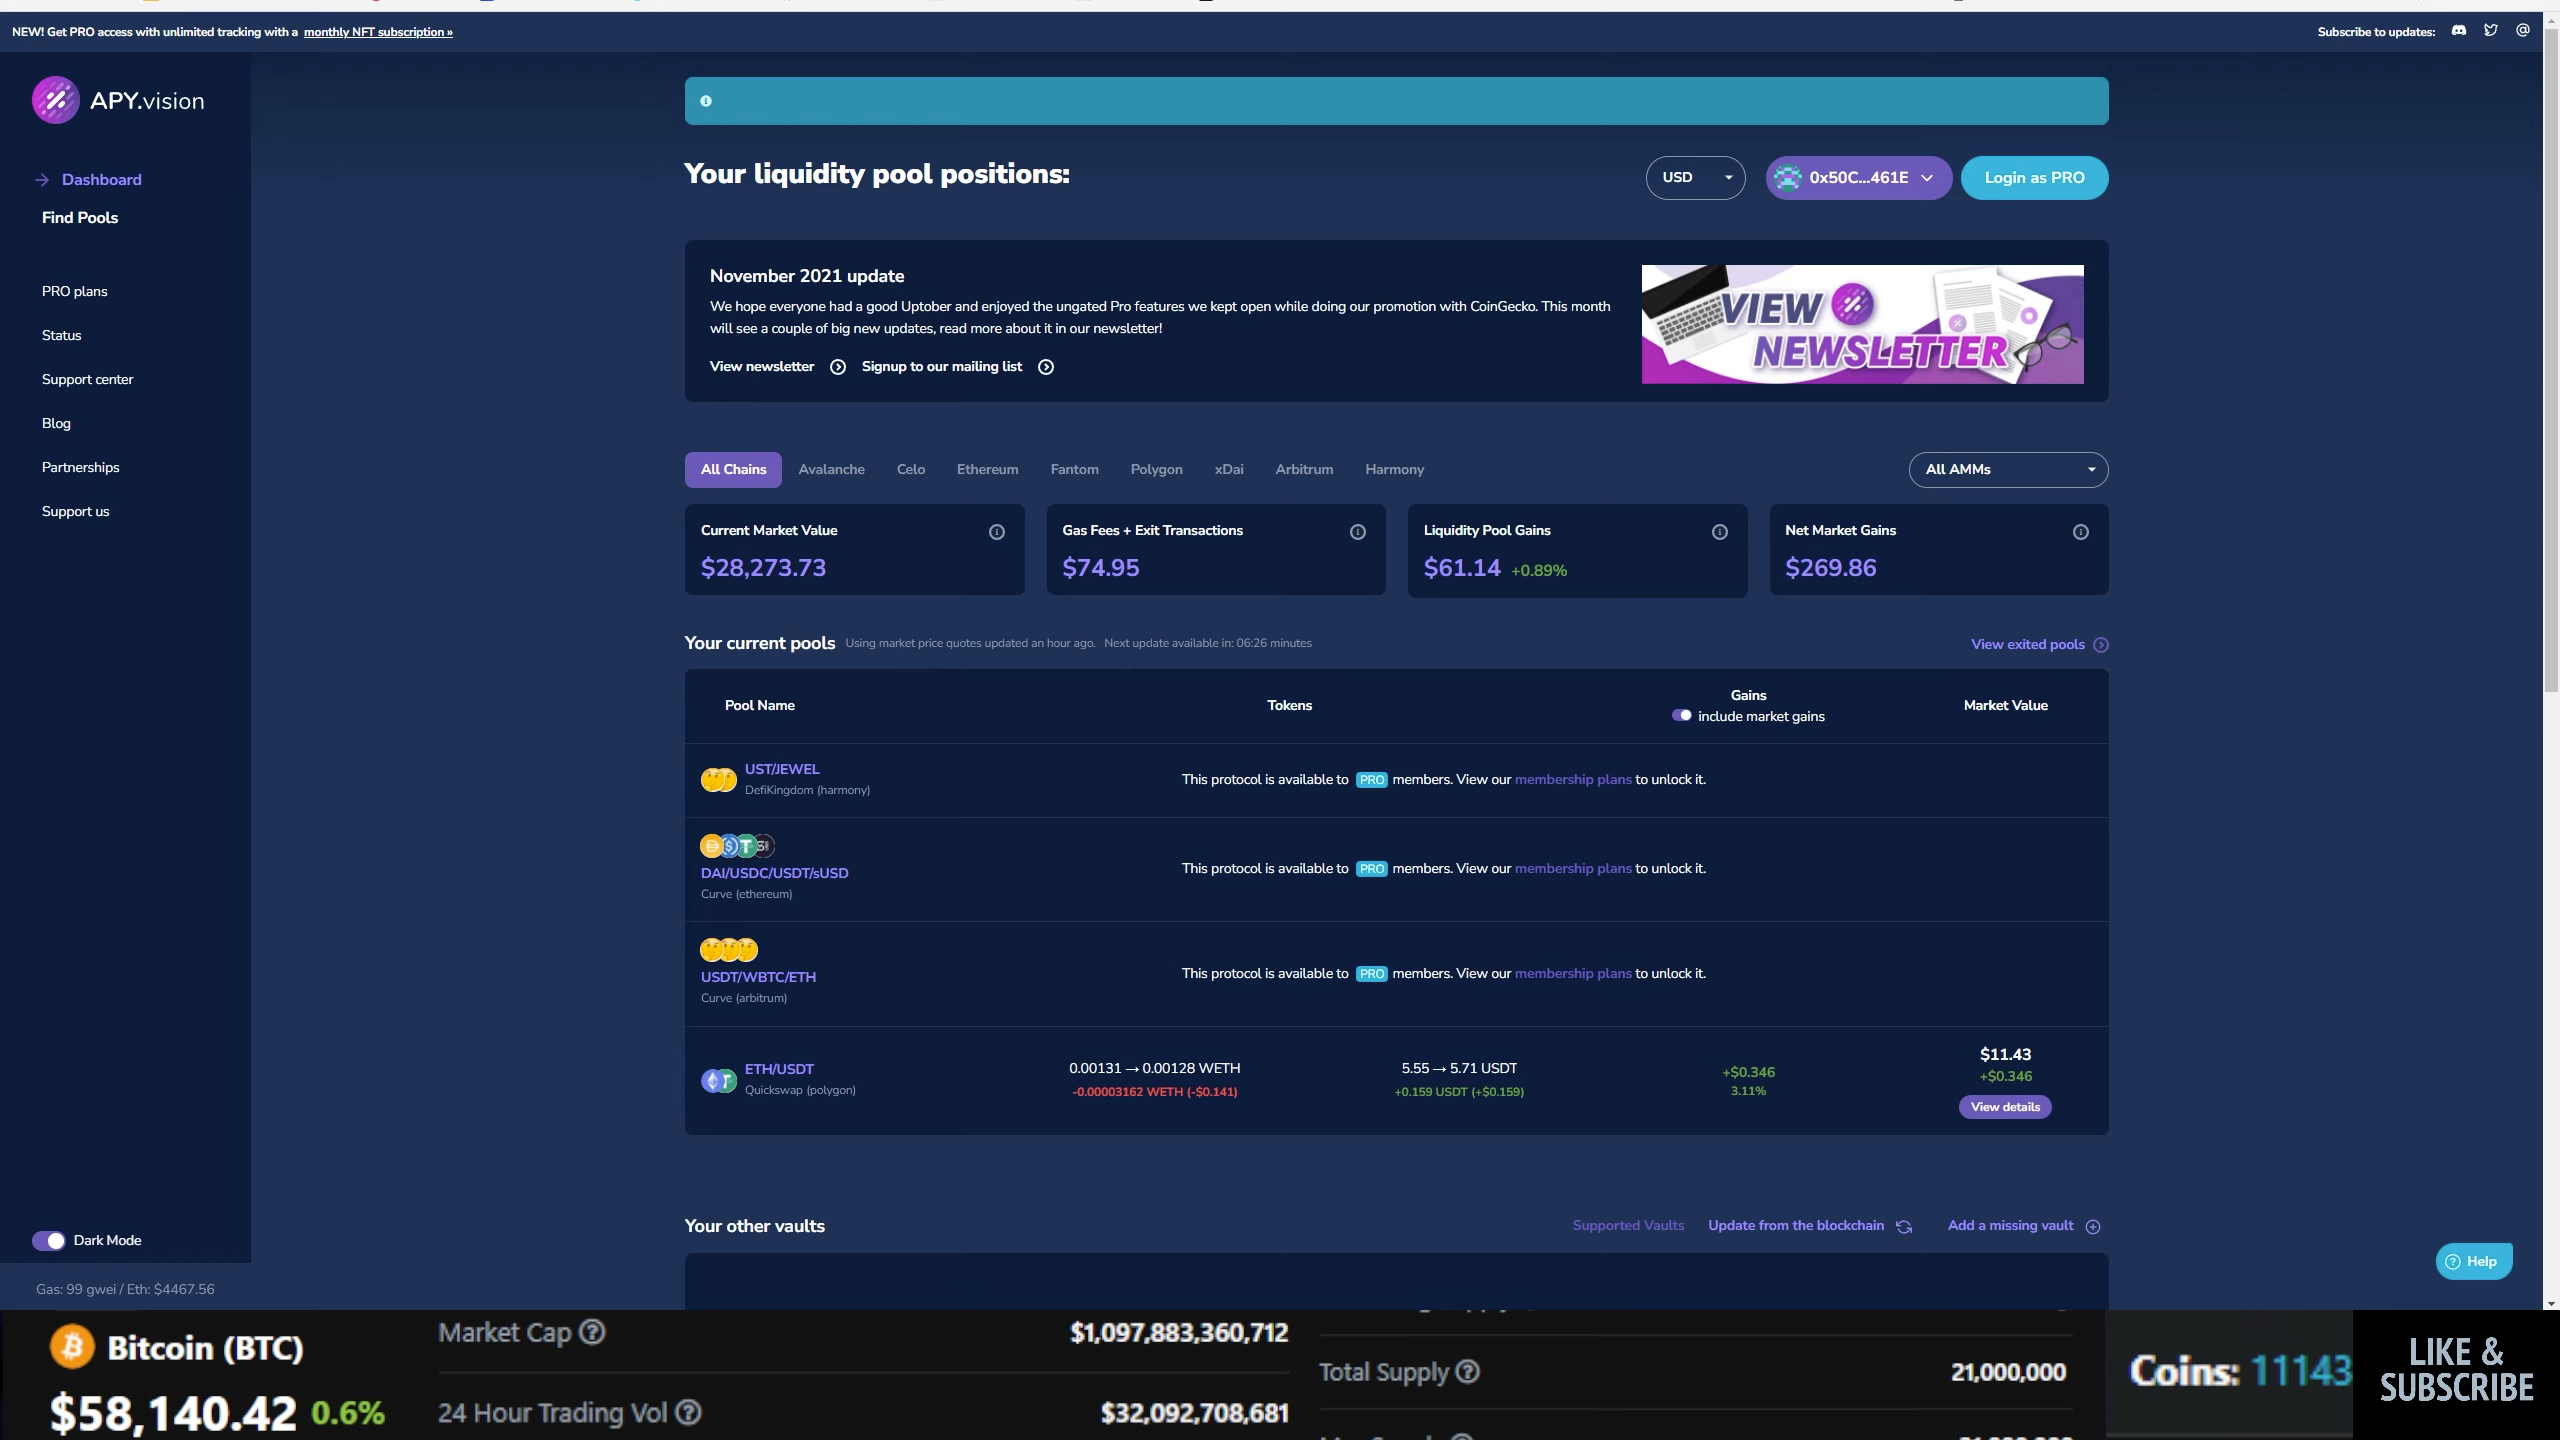 NEW! Get PRO access with unlimited tracking with a monthly NFT subscription »
Subscribe to updates:
APY.vision
Dashboard
Find Pools
PRO plans
Status
Support center
Blog
Partnerships
Support us
Dark Mode
Gas: 99 gwei / Eth: $4467.56
Your liquidity pool positions:
USD
0x50C...461E
Login as PRO
November 2021 update
We hope everyone had a good Uptober and enjoyed the ungated Pro features we kept open while doing our promotion with CoinGecko. This month
will see a couple of big new updates, read more about it in our newsletter!
View newsletter
Signup to our mailing list
VIEW
NEWSLETTER
All Chains Avalanche Celo Ethereum Fantom Polygon xDai Arbitrum Harmony
All AMMs
Current Market Value
$28,273.73
Gas Fees + Exit Transactions
$74.95
Liquidity Pool Gains
$61.14 +0.89%
Net Market Gains
$269.86
Your current pools Using market price quotes updated an hour ago. Next update available in: 06:26 minutes
View exited pools
Pool Name
Tokens
Gains
include market gains
Market Value
UST/JEWEL
DefiKingdom (harmony)
This protocol is available to PRO members. View our membership plans to unlock it.
DAI/USDC/USDT/sUSD
Curve (ethereum)
This protocol is available to PRO members. View our membership plans to unlock it.
USDT/WBTC/ETH
Curve (arbitrum)
This protocol is available to PRO members. View our membership plans to unlock it.
ETH/USDT
Quickswap (polygon)
0.00131 → 0.00128 WETH
-0.00003162 WETH (-$0.141)
5.55 → 5.71 USDT
+0.159 USDT (+$0.159)
+$0.346
3.11%
$11.43
+$0.346
View details
Your other vaults
Supported Vaults
Update from the blockchain
Add a missing vault
Help
Bitcoin (BTC)
$58,140.42 0.6%
Market Cap
$1,097,883,360,712
24 Hour Trading Vol
$32,092,708,681
Total Supply
21,000,000
Coins: 11143
LIKE &
SUBSCRIBE